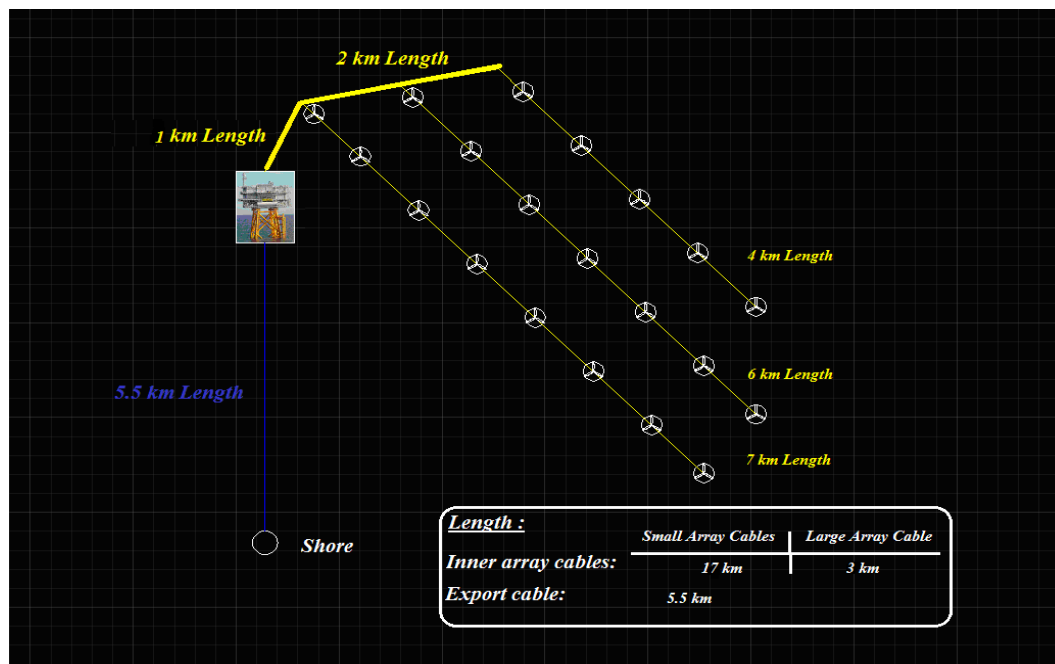 2 km Length
1 km Length
4 km Length
6 km Length
5.5 km Length
7 km Length
Shore
Length :
Small Array Cables Large Array Cable
Inner array cables: 17 km 3 km
Export cable: 5.5 km